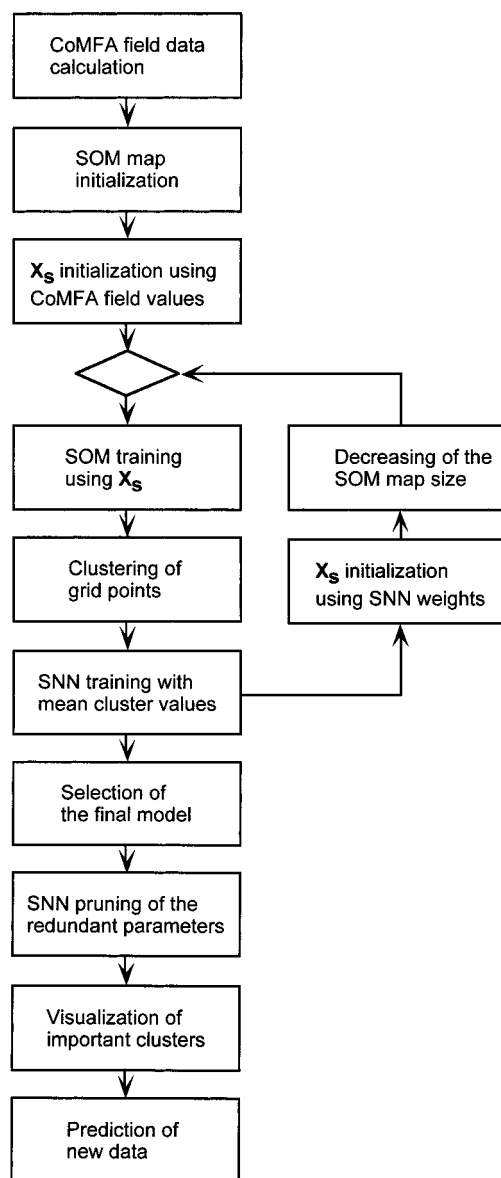 CoMFA field data
calculation
SOM map
initialization
Xs initialization using
CoMFA field values
SOM training
using Xs
Decreasing of the
SOM map size
Clustering of
grid points
Xs initialization
using SNN weights
SNN training with
mean cluster values
Selection of
the final model
SNN pruning of the
redundant parameters
Visualization of
important clusters
Prediction of
new data